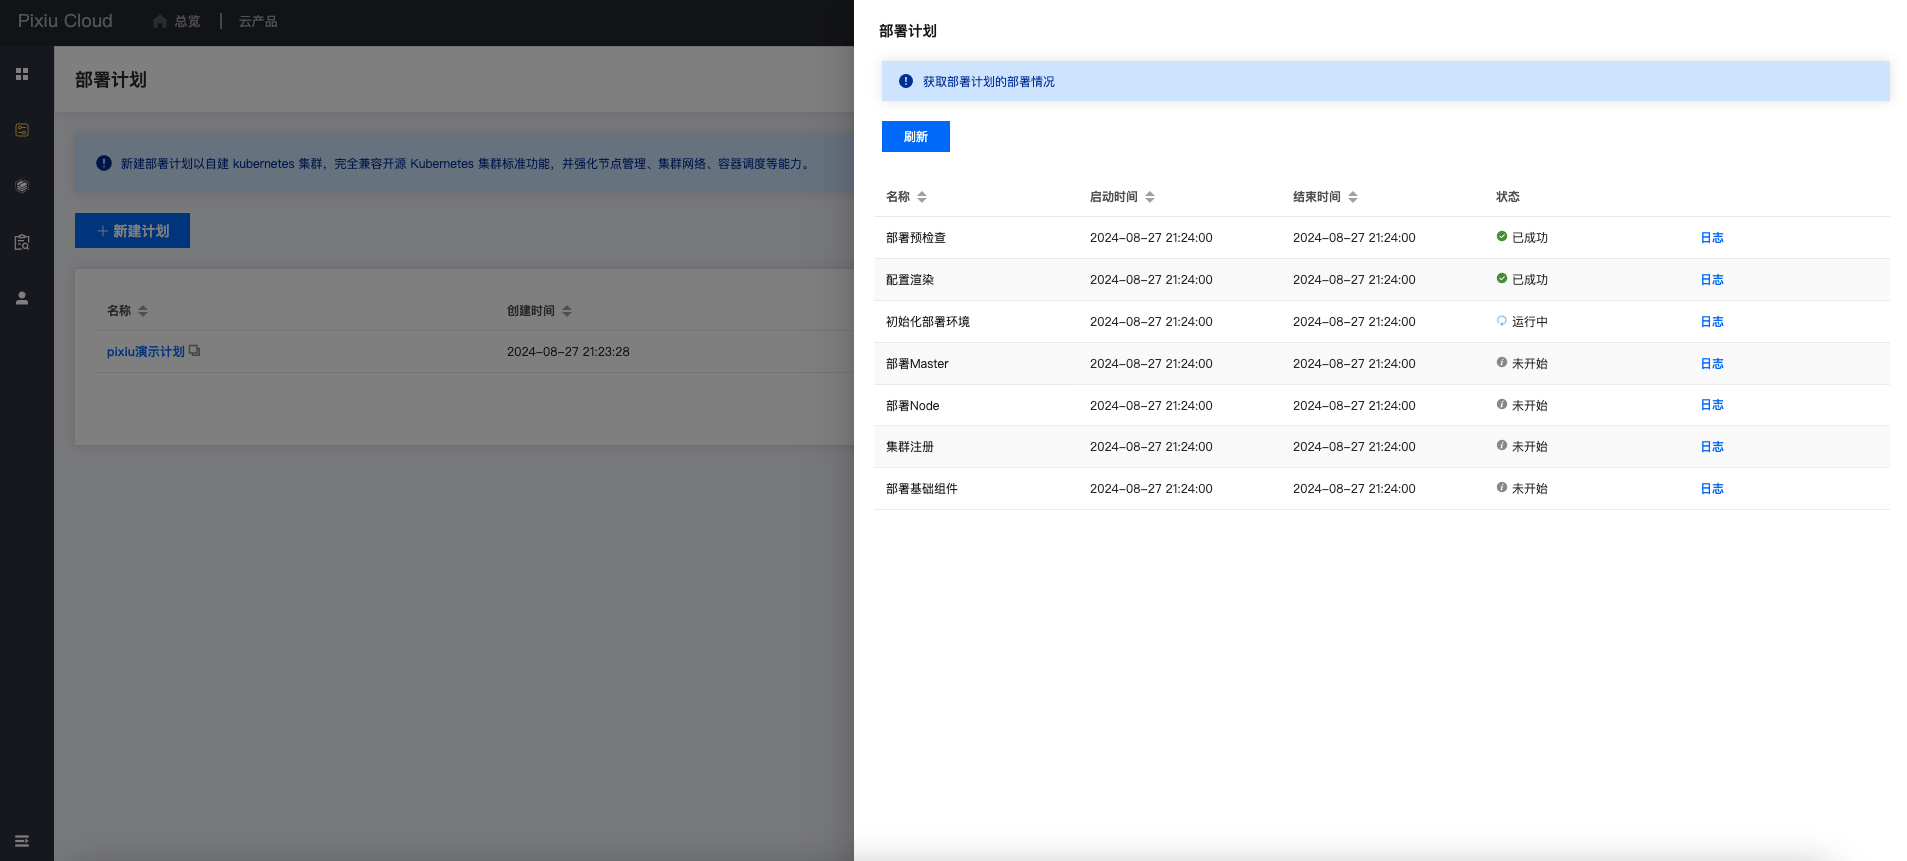 Pixiu Cloud 总览 | 云产品
部署计划
新建部署计划以自建 kubernetes 集群，完全兼容开源 Kubernetes 集群标准功能，并强化节点管理、集群网络、容器调度等能力。
+ 新建计划
名称 创建时间
pixiu演示计划 2024-08-27 21:23:28
部署计划
获取部署计划的部署情况
刷新
名称 启动时间 结束时间 状态
部署预检查 2024-08-27 21:24:00 2024-08-27 21:24:00 已成功 日志
配置渲染 2024-08-27 21:24:00 2024-08-27 21:24:00 已成功 日志
初始化部署环境 2024-08-27 21:24:00 2024-08-27 21:24:00 运行中 日志
部署Master 2024-08-27 21:24:00 2024-08-27 21:24:00 未开始 日志
部署Node 2024-08-27 21:24:00 2024-08-27 21:24:00 未开始 日志
集群注册 2024-08-27 21:24:00 2024-08-27 21:24:00 未开始 日志
部署基础组件 2024-08-27 21:24:00 2024-08-27 21:24:00 未开始 日志